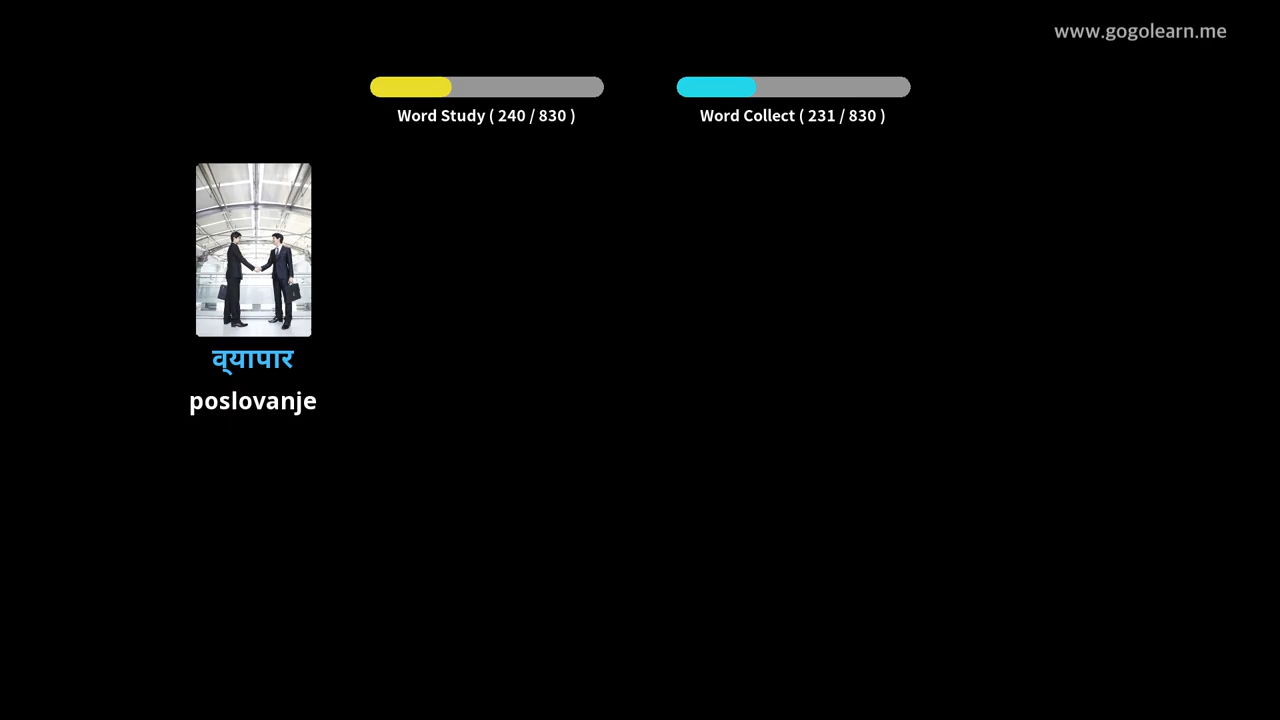 www.gogolearn.me
Word Study ( 240 / 830 )
Word Collect ( 231 / 830 )
व्यापार
poslovanje